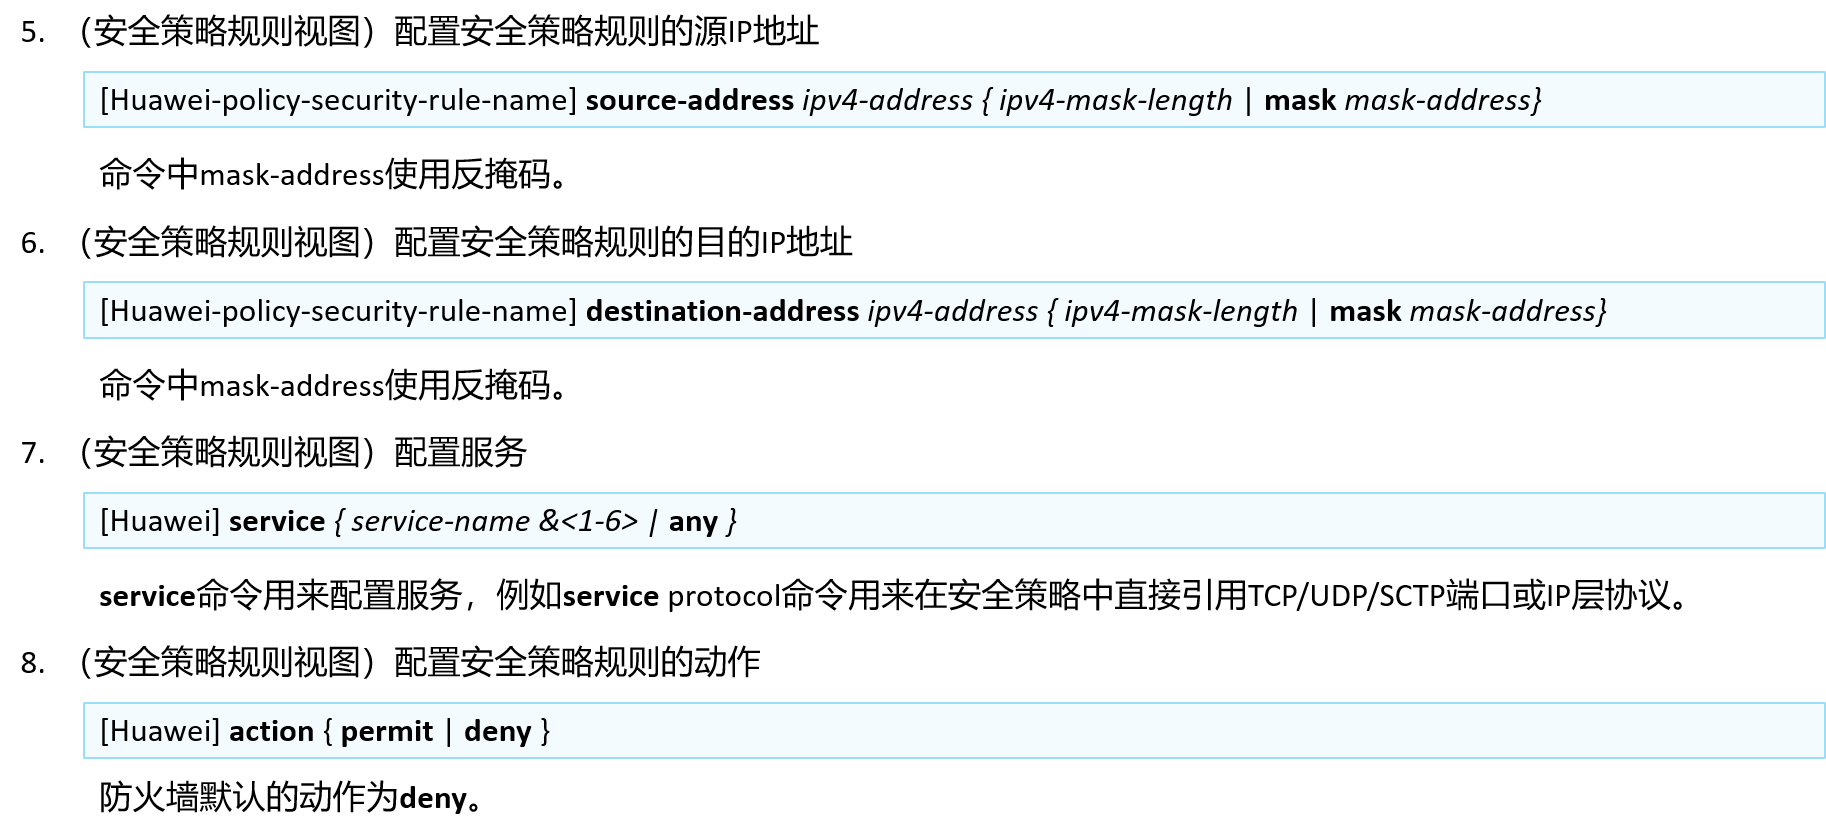 5. （安全策略规则视图）配置安全策略规则的源IP地址
[Huawei-policy-security-rule-name] source-address ipv4-address { ipv4-mask-length | mask mask-address}
命令中mask-address使用反掩码。
6. （安全策略规则视图）配置安全策略规则的目的IP地址
[Huawei-policy-security-rule-name] destination-address ipv4-address { ipv4-mask-length | mask mask-address}
命令中mask-address使用反掩码。
7. （安全策略规则视图）配置服务
[Huawei] service { service-name &<1-6> | any }
service命令用来配置服务，例如service protocol命令用来在安全策略中直接引用TCP/UDP/SCTP端口或IP层协议。
8. （安全策略规则视图）配置安全策略规则的动作
[Huawei] action { permit | deny }
防火墙默认的动作为deny。